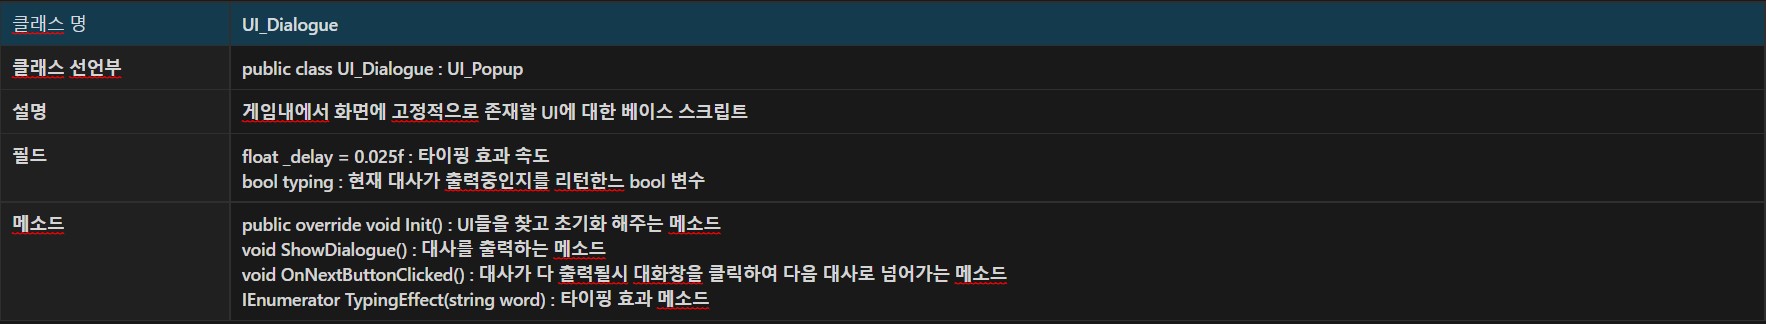 클래스 명 UI_Dialogue
클래스 선언부 public class UI_Dialogue : UI_Popup
설명 게임내에서 화면에 고정적으로 존재할 UI에 대한 베이스 스크립트
필드 float _delay = 0.025f : 타이핑 효과 속도
bool typing : 현재 대사가 출력중인지를 리턴한느 bool 변수
메소드 public override void Init() : UI들을 찾고 초기화 해주는 메소드
void ShowDialogue() : 대사를 출력하는 메소드
void OnNextButtonClicked() : 대사가 다 출력될시 대화창을 클릭하여 다음 대사로 넘어가는 메소드
IEnumerator TypingEffect(string word) : 타이핑 효과 메소드